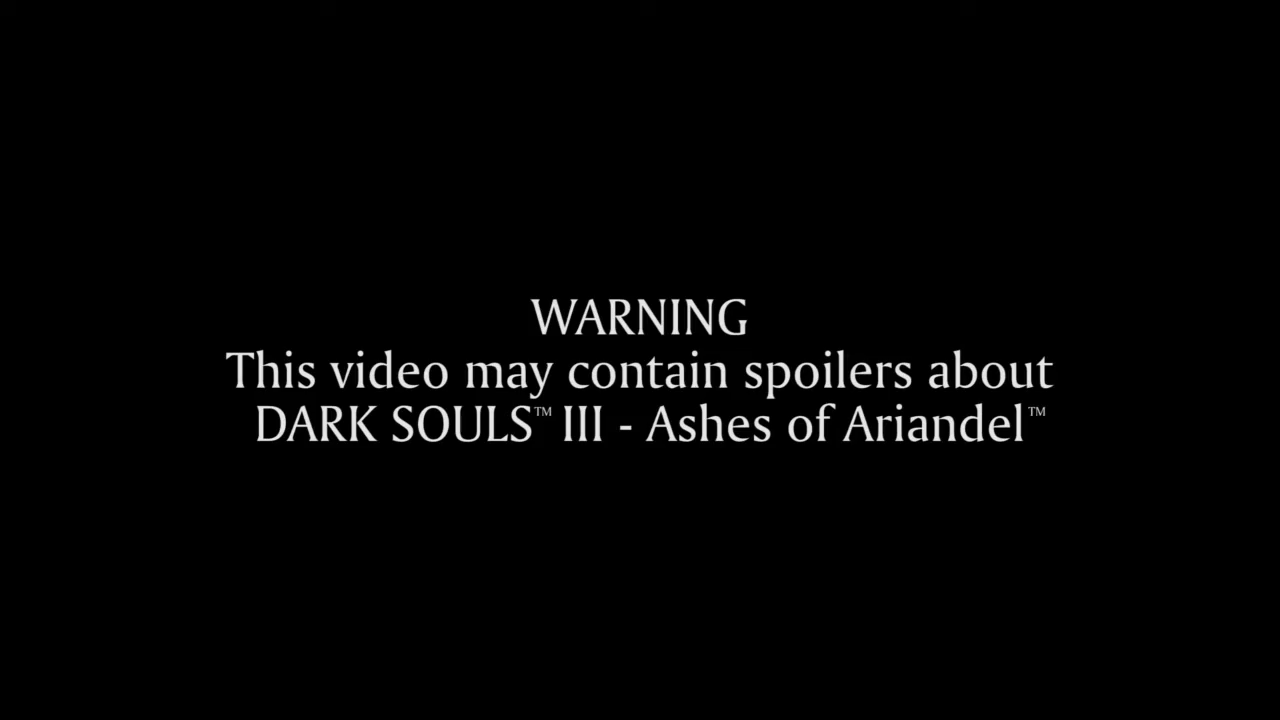 WARNING
This video may contain spoilers about
DARK SOULS™ III - Ashes of Ariandel™